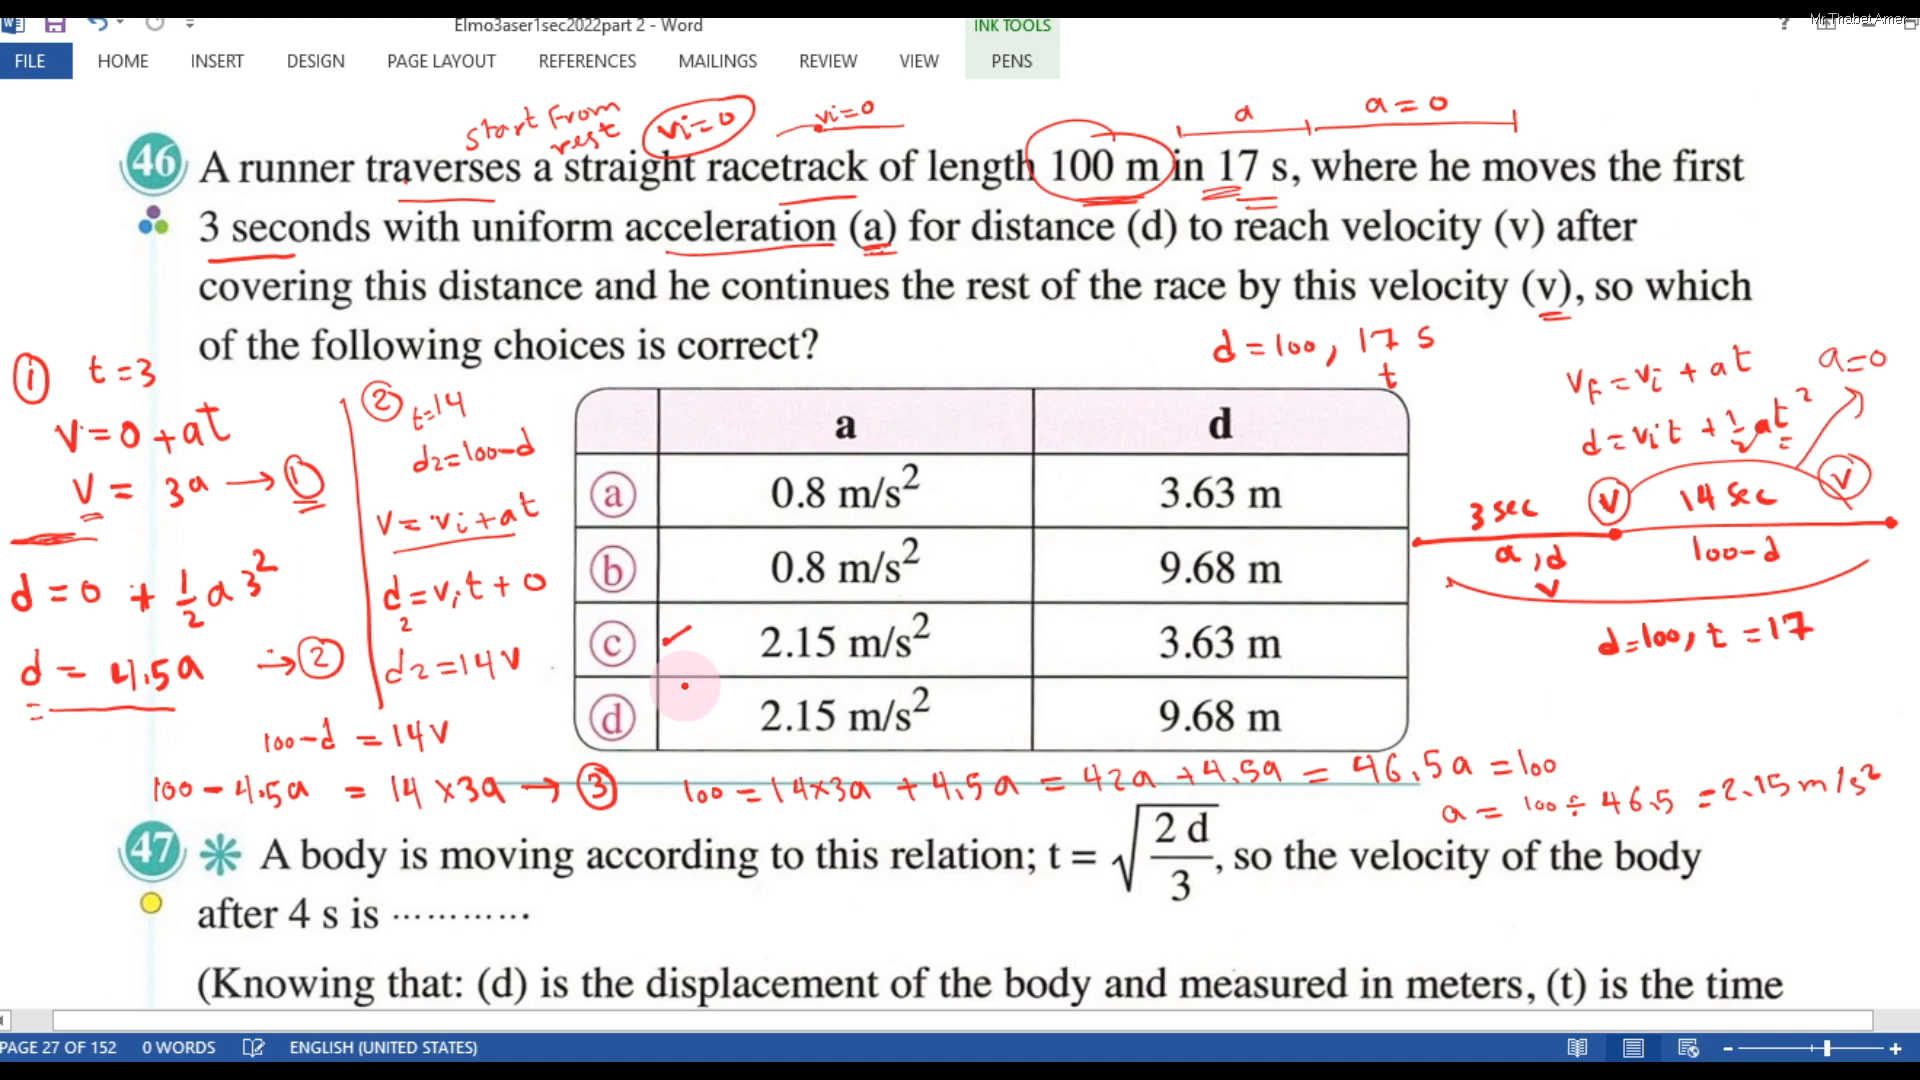 Elmo3aser1sec2022part 2 - Word
INK TOOLS
Mr.Thabet Amer
FILE HOME INSERT DESIGN PAGE LAYOUT REFERENCES MAILINGS REVIEW VIEW PENS
start From rest
vi=0
vi=0
a
a=0
46 A runner traverses a straight racetrack of length 100 m in 17 s, where he moves the first
3 seconds with uniform acceleration (a) for distance (d) to reach velocity (v) after
covering this distance and he continues the rest of the race by this velocity (v), so which
of the following choices is correct?
d=100, 17 s
t
1 t=3
v=0+at
v = 3a → 1
d=0 + 1/2 a 3²
d = 4.5a → 2
2 t=14
d2=100-d
v=vi+at
d2=vit+0
d2=14v
100-d = 14v
100-4.5a = 14×3a → 3
a d
a 0.8 m/s² 3.63 m
b 0.8 m/s² 9.68 m
c 2.15 m/s² 3.63 m
d 2.15 m/s² 9.68 m
vf=vi+at
a=0
d=vit+1/2at²
3 sec v 14 sec v
a,d 100-d
v
d=100, t=17
100=14×3a+4.5a=42a+4.5a=46.5a=100
a=100÷46.5=2.15m/s²
47 A body is moving according to this relation; t = √(2 d/3), so the velocity of the body
after 4 s is ............
(Knowing that: (d) is the displacement of the body and measured in meters, (t) is the time
PAGE 27 OF 152 0 WORDS ENGLISH (UNITED STATES)